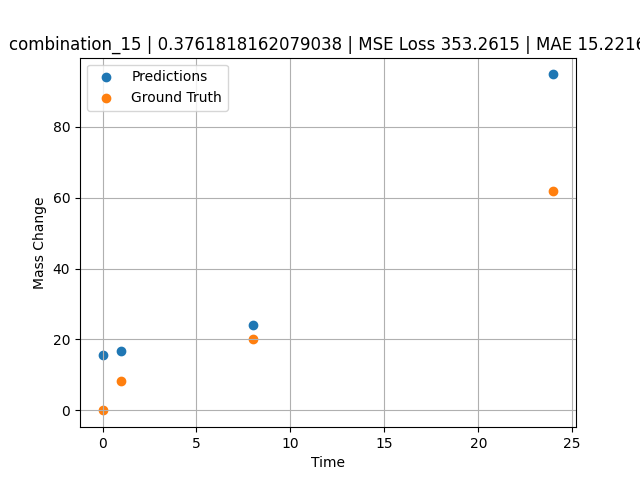 combination_15 | 0.3761818162079038 | MSE Loss 353.2615 | MAE 15.2216
Predictions
Ground Truth
Mass Change
80
60
40
20
0
0 5 10 15 20 25
Time